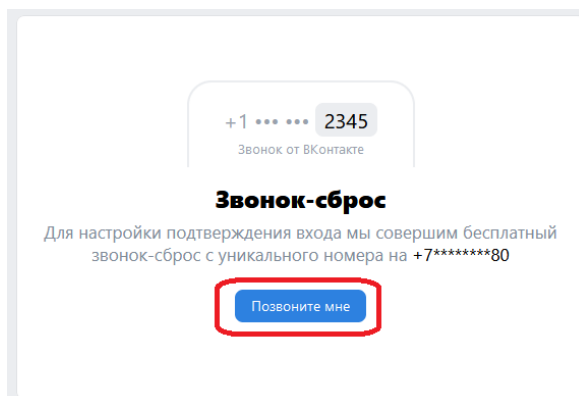 +1 ••• ••• 2345
Звонок от ВКонтакте
Звонок-сброс
Для настройки подтверждения входа мы совершим бесплатный
звонок-сброс с уникального номера на +7********80
Позвоните мне